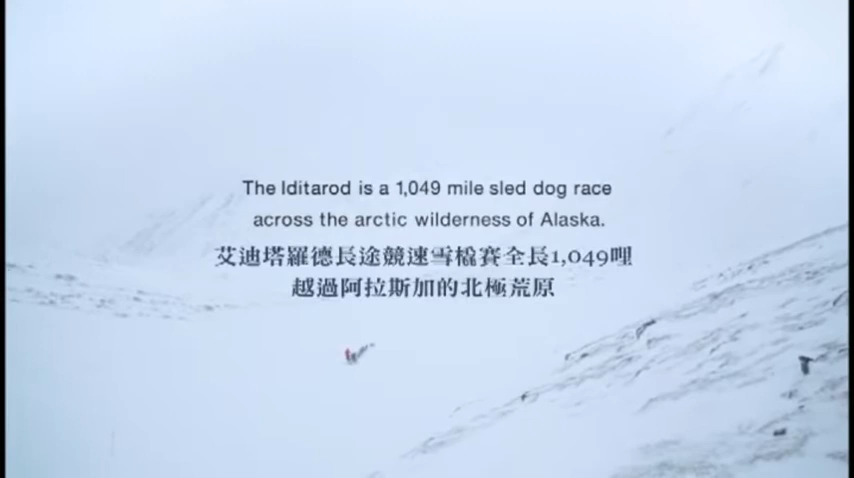 The Iditarod is a 1,049 mile sled dog race
across the arctic wilderness of Alaska.
艾迪塔羅德長途競速雪橇賽全長1,049哩
越過阿拉斯加的北極荒原